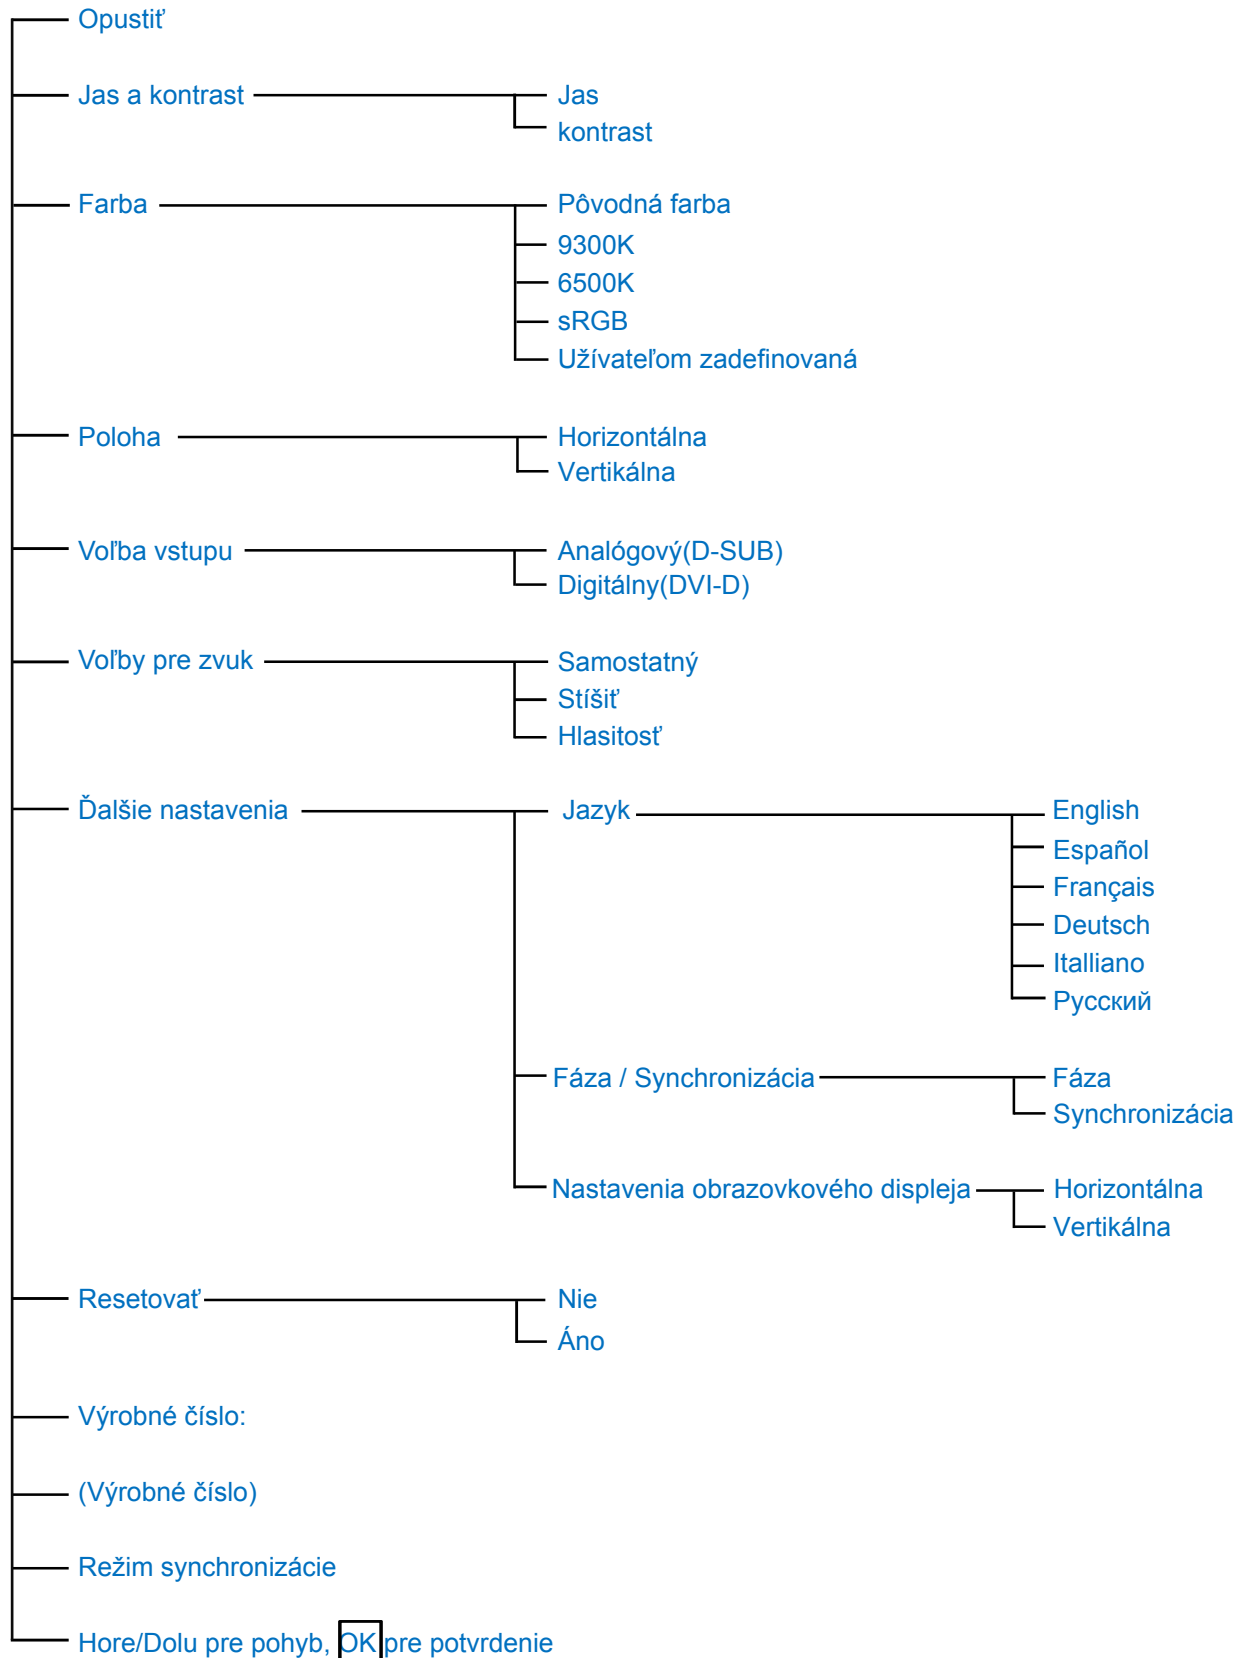 Opustiť
Jas a kontrast
Jas
kontrast
Farba
Pôvodná farba
9300K
6500K
sRGB
Užívateľom zadefinovaná
Poloha
Horizontálna
Vertikálna
Voľba vstupu
Analógový(D-SUB)
Digitálny(DVI-D)
Voľby pre zvuk
Samostatný
Stíšiť
Hlasitosť
Ďalšie nastavenia
Jazyk
English
Español
Français
Deutsch
Italliano
Русский
Fáza / Synchronizácia
Fáza
Synchronizácia
Nastavenia obrazovkového displeja
Horizontálna
Vertikálna
Resetovať
Nie
Áno
Výrobné číslo:
(Výrobné číslo)
Režim synchronizácie
Hore/Dolu pre pohyb, OK pre potvrdenie